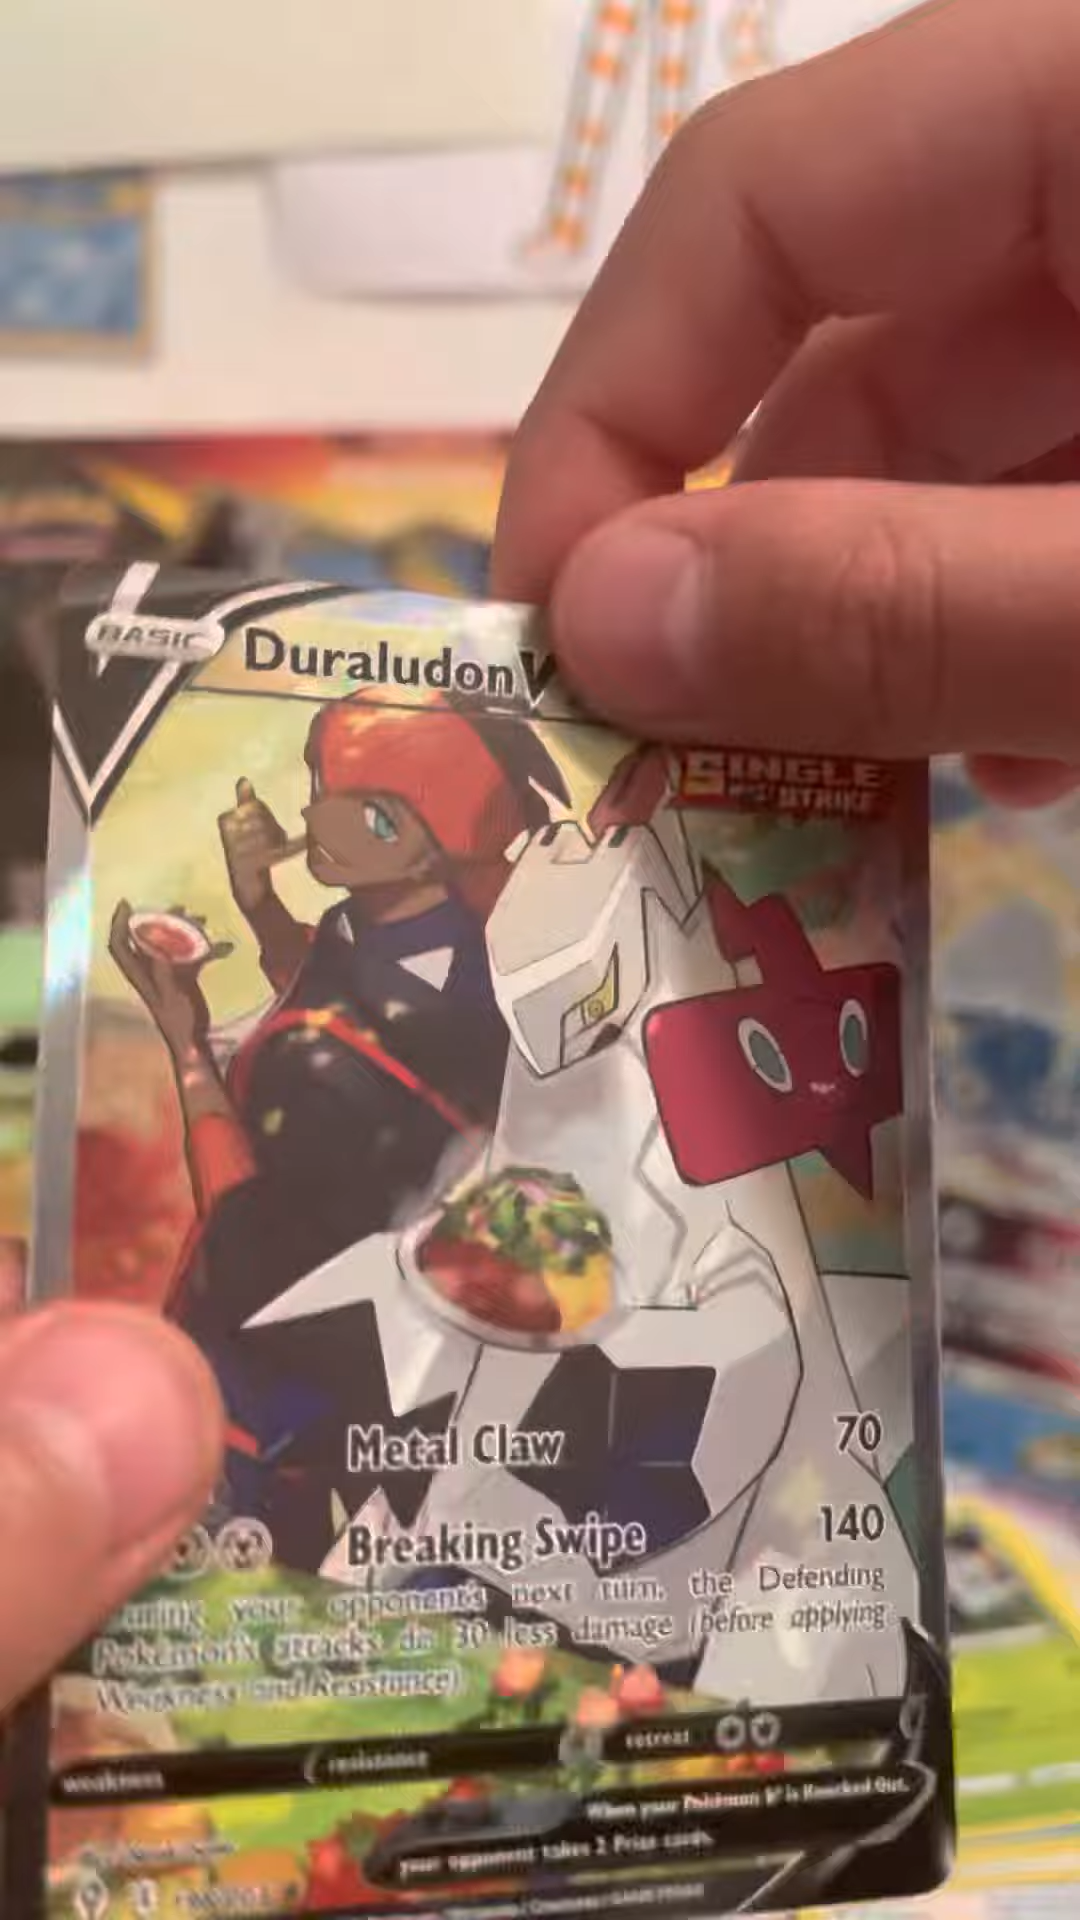 BASIC
Duraludon V
SINGLE
STRIKE
Metal Claw 70
Breaking Swipe 140
your opponent's next turn, the Defending
Pokémon's attacks do 30 less damage (before applying
Weakness and Resistance).
weakness resistance retreat
When your Pokémon V is Knocked Out,
your opponent takes 2 Prize cards.